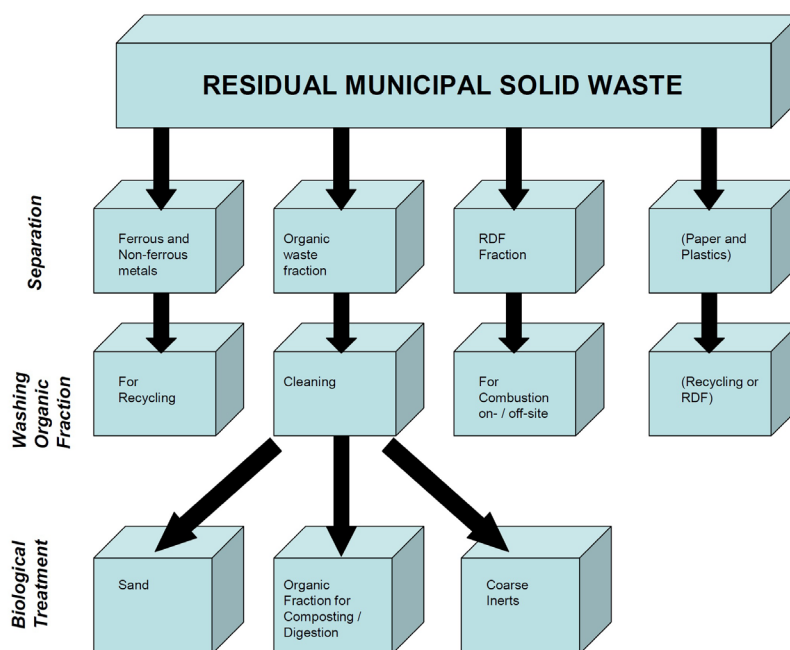 RESIDUAL MUNICIPAL SOLID WASTE
Separation
Ferrous and
Non-ferrous
metals
Organic
waste
fraction
RDF
Fraction
(Paper and
Plastics)
Washing
Organic
Fraction
For
Recycling
Cleaning
For
Combustion
on- / off-site
(Recycling or
RDF)
Biological
Treatment
Sand
Organic
Fraction for
Composting /
Digestion
Coarse
Inerts